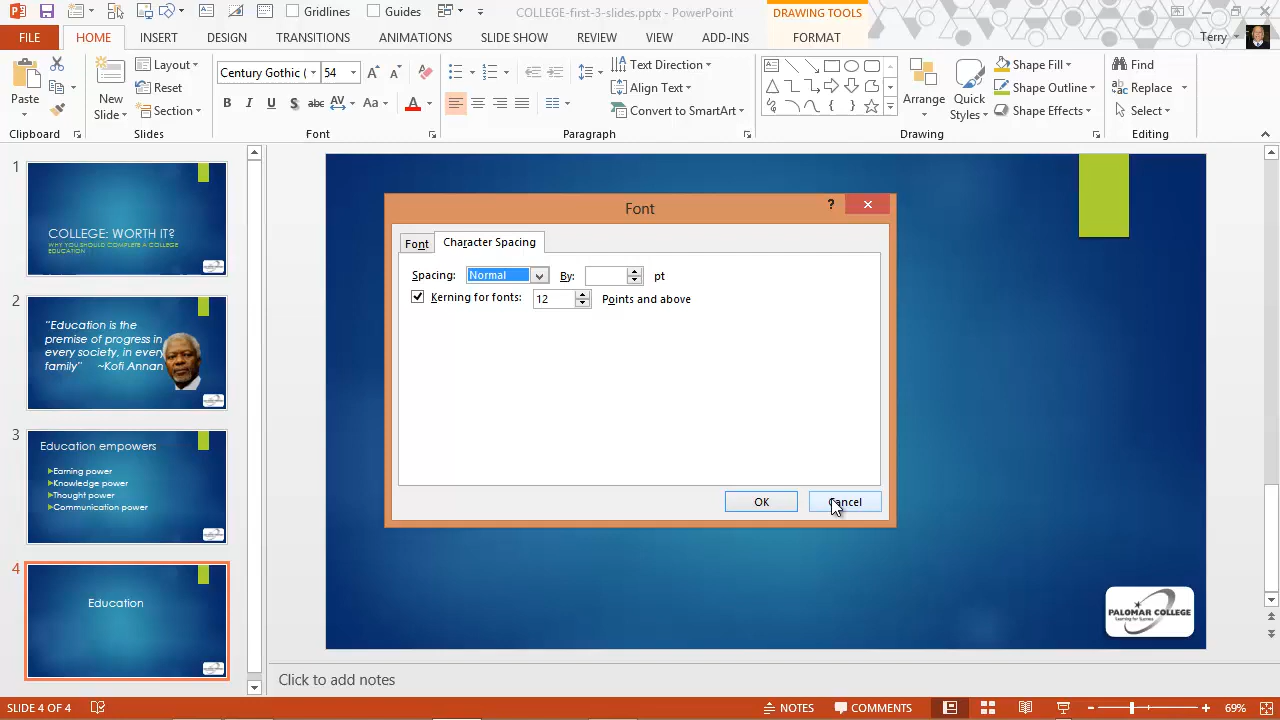 Gridlines
Guides
COLLEGE-first-3-slides.pptx - PowerPoint
DRAWING TOOLS
?
FILE
HOME
INSERT
DESIGN
TRANSITIONS
ANIMATIONS
SLIDE SHOW
REVIEW
VIEW
ADD-INS
FORMAT
Terry
Paste
New
Slide
Layout
Reset
Section
Century Gothic (
54
B I U S abc AV Aa A
Text Direction
Align Text
Convert to SmartArt
Arrange
Quick
Styles
Shape Fill
Shape Outline
Shape Effects
Find
Replace
Select
Clipboard
Slides
Font
Paragraph
Drawing
Editing
1
COLLEGE: WORTH IT?
WHY YOU SHOULD COMPLETE A COLLEGE
EDUCATION
2
"Education is the
premise of progress in
every society, in every
family" ~Kofi Annan
3
Education empowers
Earning power
Knowledge power
Thought power
Communication power
4
Education
Font
?
Font
Character Spacing
Spacing: Normal By: pt
Kerning for fonts: 12 Points and above
OK
Cancel
PALOMAR COLLEGE
Learning for Success
Click to add notes
SLIDE 4 OF 4
NOTES
COMMENTS
69%